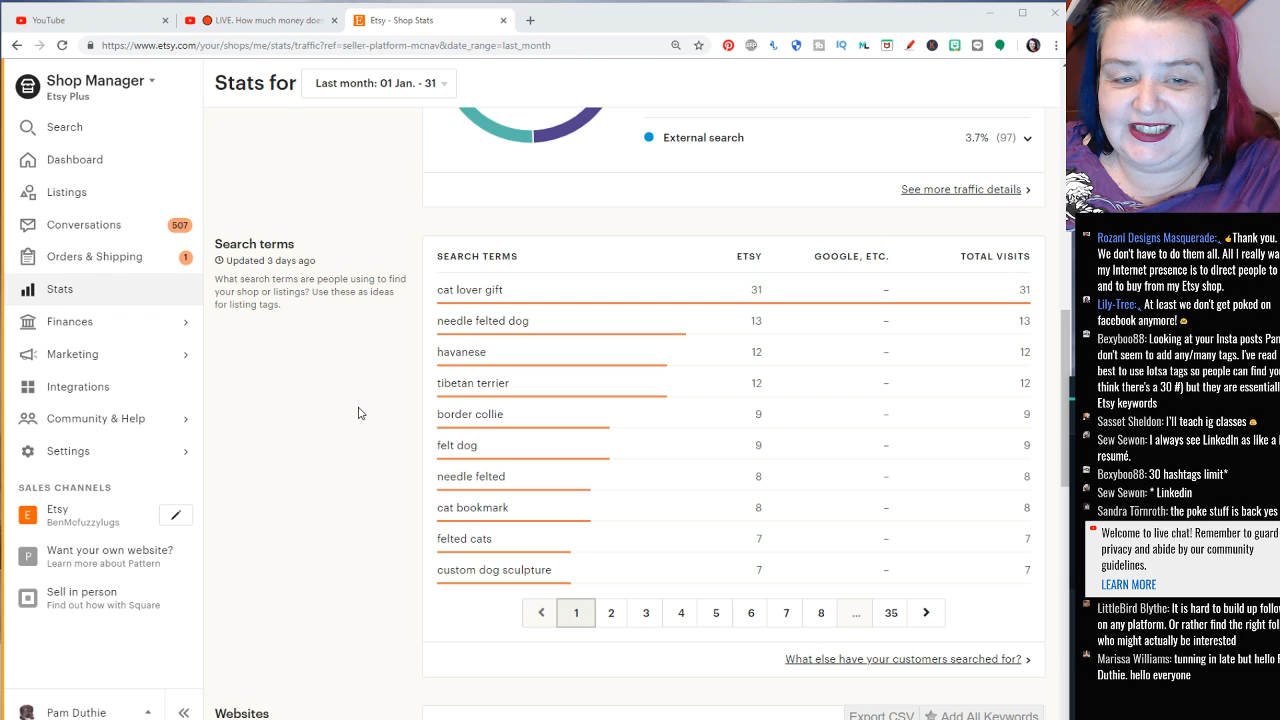 YouTube
LIVE. How much money does
Etsy - Shop Stats
https://www.etsy.com/your/shops/me/stats/traffic?ref=seller-platform-mcnav&date_range=last_month
Shop Manager
Etsy Plus
Search
Dashboard
Listings
Conversations 507
Orders & Shipping 1
Stats
Finances
Marketing
Integrations
Community & Help
Settings
SALES CHANNELS
E Etsy
BenMcfuzzylugs
P Want your own website?
Learn more about Pattern
Sell in person
Find out how with Square
Pam Duthie
Stats for Last month: 01 Jan. - 31
External search 3.7% (97)
See more traffic details
Search terms
Updated 3 days ago
What search terms are people using to find
your shop or listings? Use these as ideas
for listing tags.
SEARCH TERMS ETSY GOOGLE, ETC. TOTAL VISITS
cat lover gift 31 – 31
needle felted dog 13 – 13
havanese 12 – 12
tibetan terrier 12 – 12
border collie 9 – 9
felt dog 9 – 9
needle felted 8 – 8
cat bookmark 8 – 8
felted cats 7 – 7
custom dog sculpture 7 – 7
1 2 3 4 5 6 7 8 ... 35
What else have your customers searched for?
Websites
Export CSV Add All Keywords
Rozani Designs Masquerade: Thank you.
We don't have to do them all. All I really wa
my Internet presence is to direct people to
and to buy from my Etsy shop.
Lily-Tree: At least we don't get poked on
facebook anymore!
Bexyboo88: Looking at your Insta posts Pam
don't seem to add any/many tags. I've read
best to use lotsa tags so people can find you
think there's a 30 #) but they are essentially
Etsy keywords
Sasset Sheldon: I'll teach ig classes
Sew Sewon: I always see LinkedIn as like a
resumé.
Bexyboo88: 30 hashtags limit*
Sew Sewon: * Linkedin
Sandra Törnroth: the poke stuff is back yes
Welcome to live chat! Remember to guard
privacy and abide by our community
guidelines.
LEARN MORE
LittleBird Blythe: It is hard to build up follow
on any platform. Or rather find the right foll
who might actually be interested
Marissa Williams: tunning in late but hello
Duthie. hello everyone